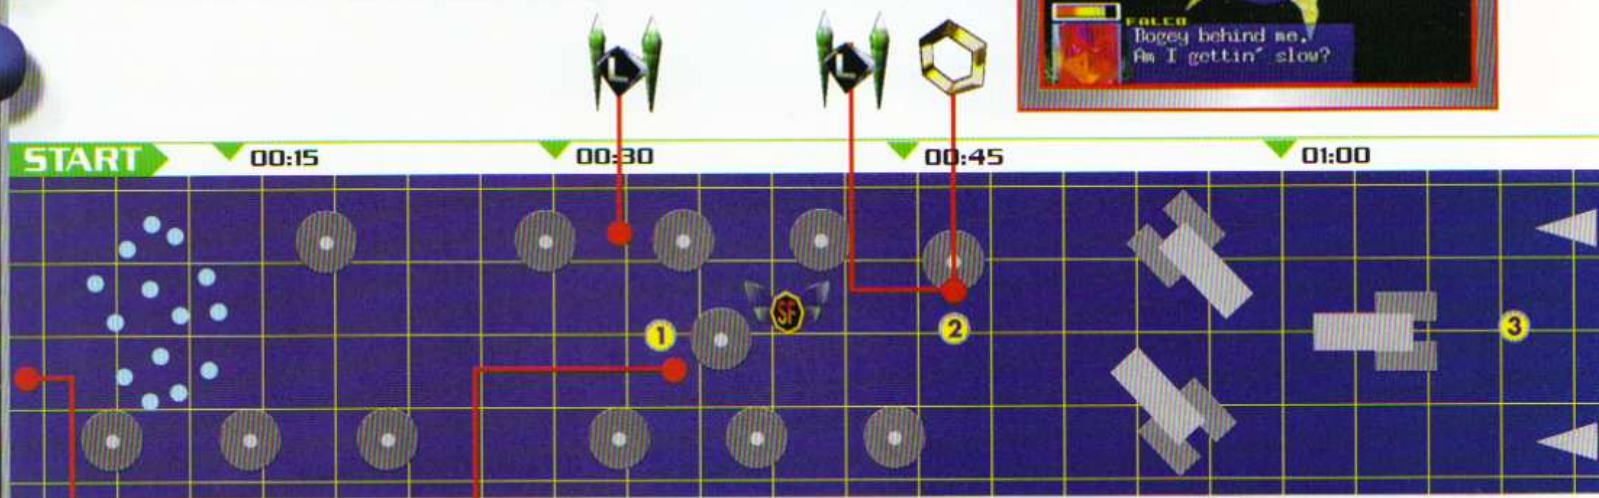 FALCO
Bogey behind me.
Am I gettin' slow?
L
L
START
00:15
00:30
00:45
01:00
SF
1
2
3